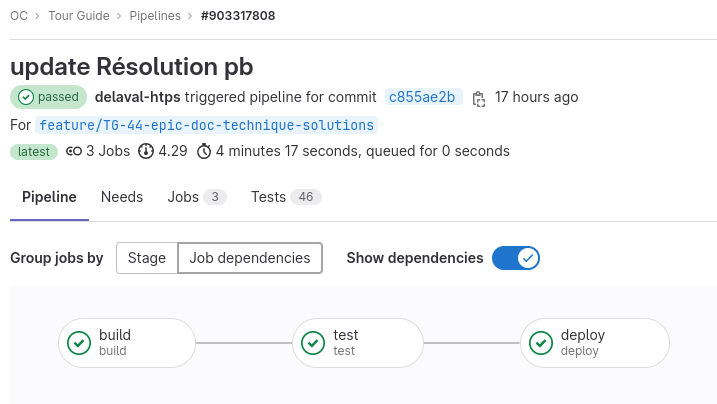 OC > Tour Guide > Pipelines > #903317808
update Résolution pb
passed delaval-htps triggered pipeline for commit c855ae2b 17 hours ago
For feature/TG-44-epic-doc-technique-solutions
latest 3 Jobs 4.29 4 minutes 17 seconds, queued for 0 seconds
Pipeline Needs Jobs 3 Tests 46
Group jobs by Stage Job dependencies Show dependencies
build test deploy
build test deploy